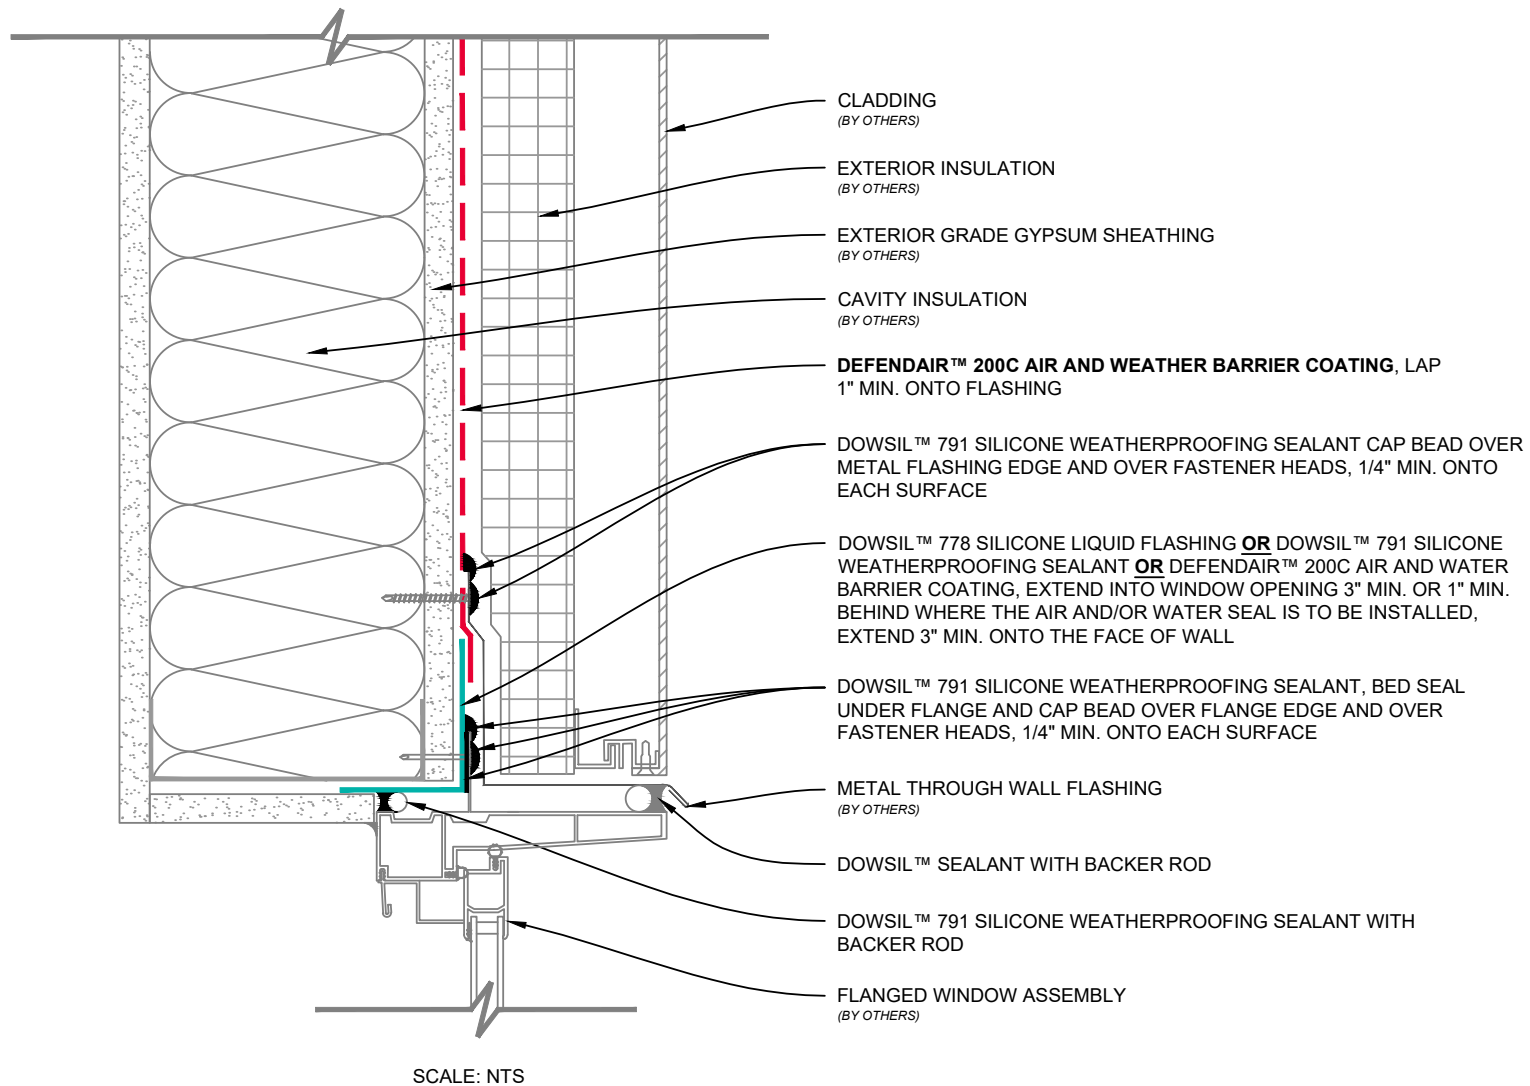 CLADDING
(BY OTHERS)
EXTERIOR INSULATION
(BY OTHERS)
EXTERIOR GRADE GYPSUM SHEATHING
(BY OTHERS)
CAVITY INSULATION
(BY OTHERS)
DEFENDAIR™ 200C AIR AND WEATHER BARRIER COATING, LAP
1" MIN. ONTO FLASHING
DOWSIL™ 791 SILICONE WEATHERPROOFING SEALANT CAP BEAD OVER
METAL FLASHING EDGE AND OVER FASTENER HEADS, 1/4" MIN. ONTO
EACH SURFACE
DOWSIL™ 778 SILICONE LIQUID FLASHING OR DOWSIL™ 791 SILICONE
WEATHERPROOFING SEALANT OR DEFENDAIR™ 200C AIR AND WATER
BARRIER COATING, EXTEND INTO WINDOW OPENING 3" MIN. OR 1" MIN.
BEHIND WHERE THE AIR AND/OR WATER SEAL IS TO BE INSTALLED,
EXTEND 3" MIN. ONTO THE FACE OF WALL
DOWSIL™ 791 SILICONE WEATHERPROOFING SEALANT, BED SEAL
UNDER FLANGE AND CAP BEAD OVER FLANGE EDGE AND OVER
FASTENER HEADS, 1/4" MIN. ONTO EACH SURFACE
METAL THROUGH WALL FLASHING
(BY OTHERS)
DOWSIL™ SEALANT WITH BACKER ROD
DOWSIL™ 791 SILICONE WEATHERPROOFING SEALANT WITH
BACKER ROD
FLANGED WINDOW ASSEMBLY
(BY OTHERS)
SCALE: NTS